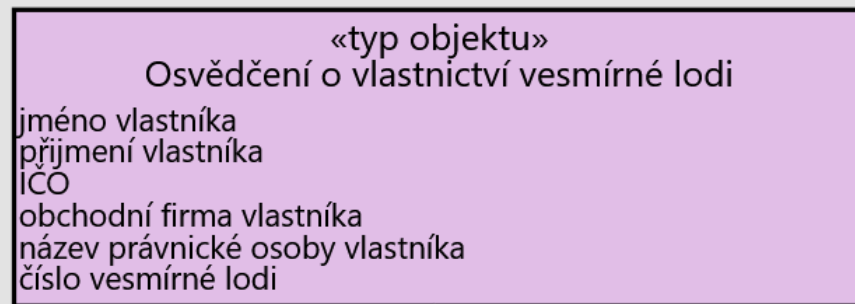 «typ objektu»
Osvědčení o vlastnictví vesmírné lodi
jméno vlastníka
přijmení vlastníka
IČO
obchodní firma vlastníka
název právnické osoby vlastníka
číslo vesmírné lodi